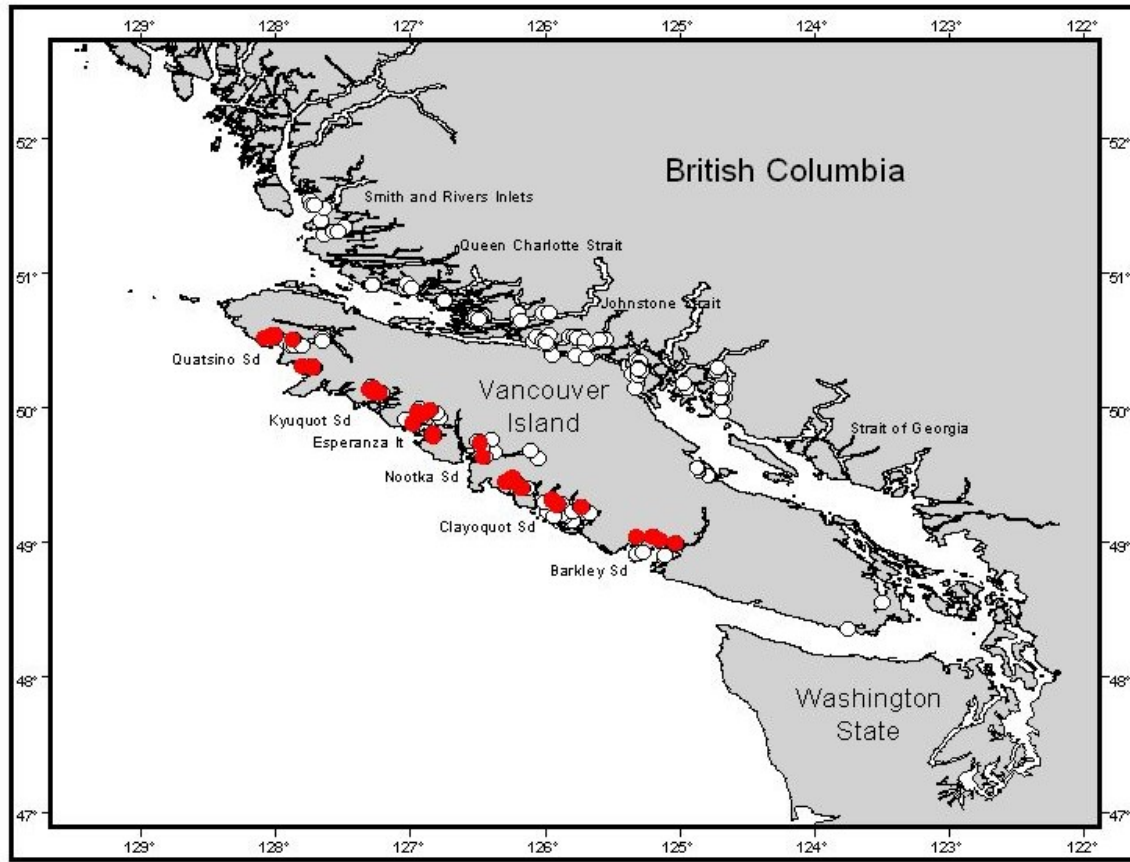 129° 128° 127° 126° 125° 124° 123° 122°
52°
52°
British Columbia
Smith and Rivers Inlets
Queen Charlotte Strait
51°
51°
Johnstone Strait
Quatsino Sd
Vancouver
Island
50°
50°
Kyuquot Sd
Esperanza It
Strait of Georgia
Nootka Sd
Clayoquot Sd
49°
49°
Barkley Sd
48°
48°
Washington
State
47°
47°
129° 128° 127° 126° 125° 124° 123° 122°